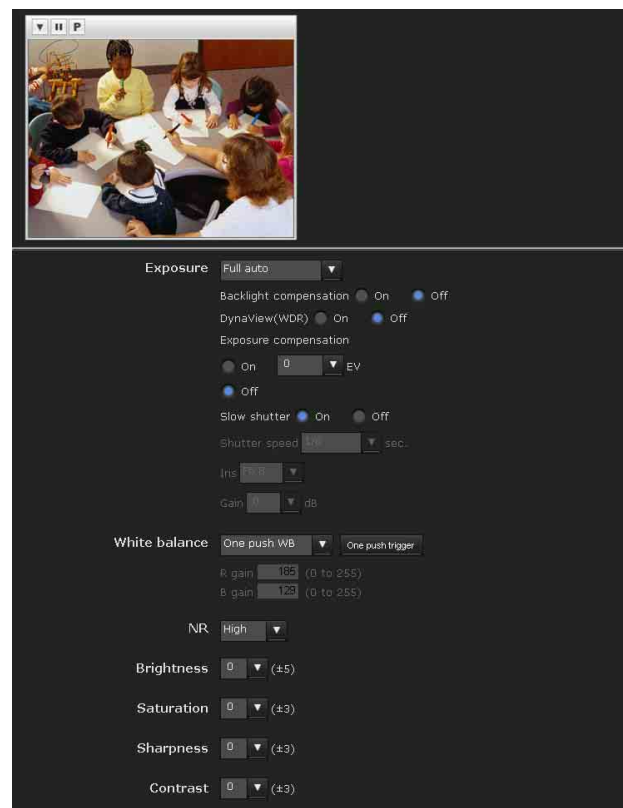 P
Exposure Full auto
Backlight compensation On Off
DynaView(WDR) On Off
Exposure compensation
On 0 EV
Off
Slow shutter On Off
Shutter speed sec.
Gain 0 dB
White balance One push WB One push trigger
R gain (0 to 255)
B gain 129 (0 to 255)
NR High
Brightness 0 (±5)
Saturation 0 (±3)
Sharpness 0 (±3)
Contrast 0 (±3)